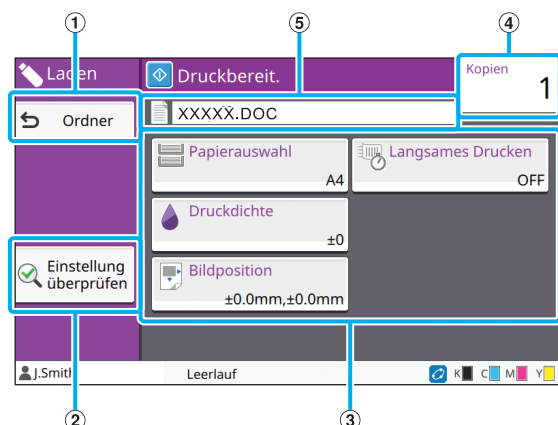 1
5
4
Laden
Druckbereit.
Kopien
1
Ordner
XXXXX.DOC
Papierauswahl
A4
Langsames Drucken
OFF
Druckdichte
±0
Einstellung
überprüfen
Bildposition
±0.0mm,±0.0mm
J.Smith
Leerlauf
K C M Y
2
3